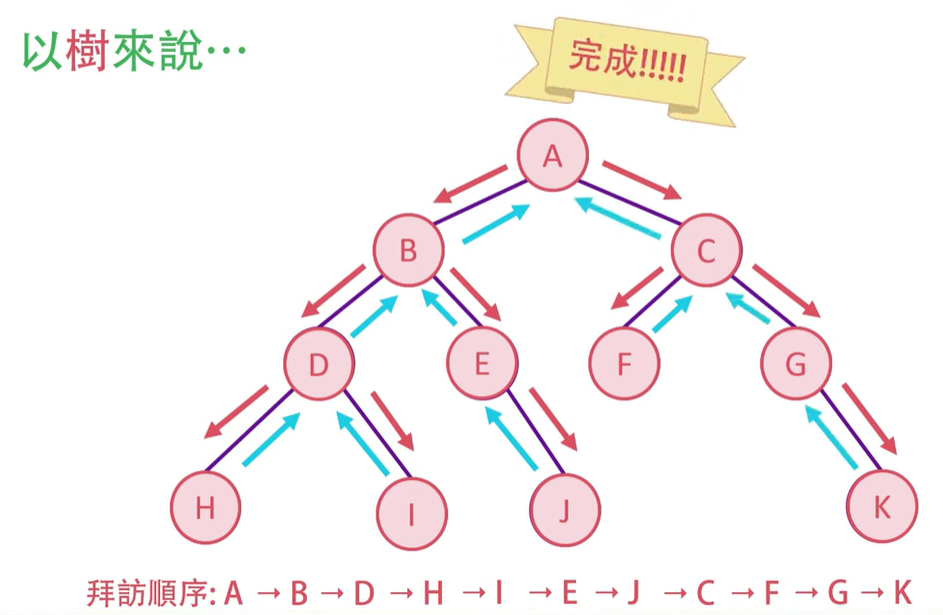 以樹來說…
完成!!!!!
A
B
C
D
E
F
G
H
I
J
K
拜訪順序: A → B → D → H → I → E → J → C → F → G → K